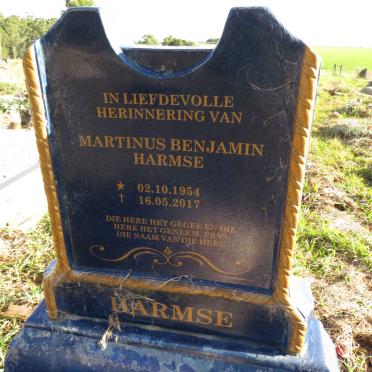 IN LIEFDEVOLLE
HERINNERING VAN
MARTINUS BENJAMIN
HARMSE
★ 02.10.1954
† 16.05.2017
DIE HERE HET GEGEE EN DIE
HERE HET GENEEM, PRYS
DIE NAAM VAN DIE HERE
HARMSE